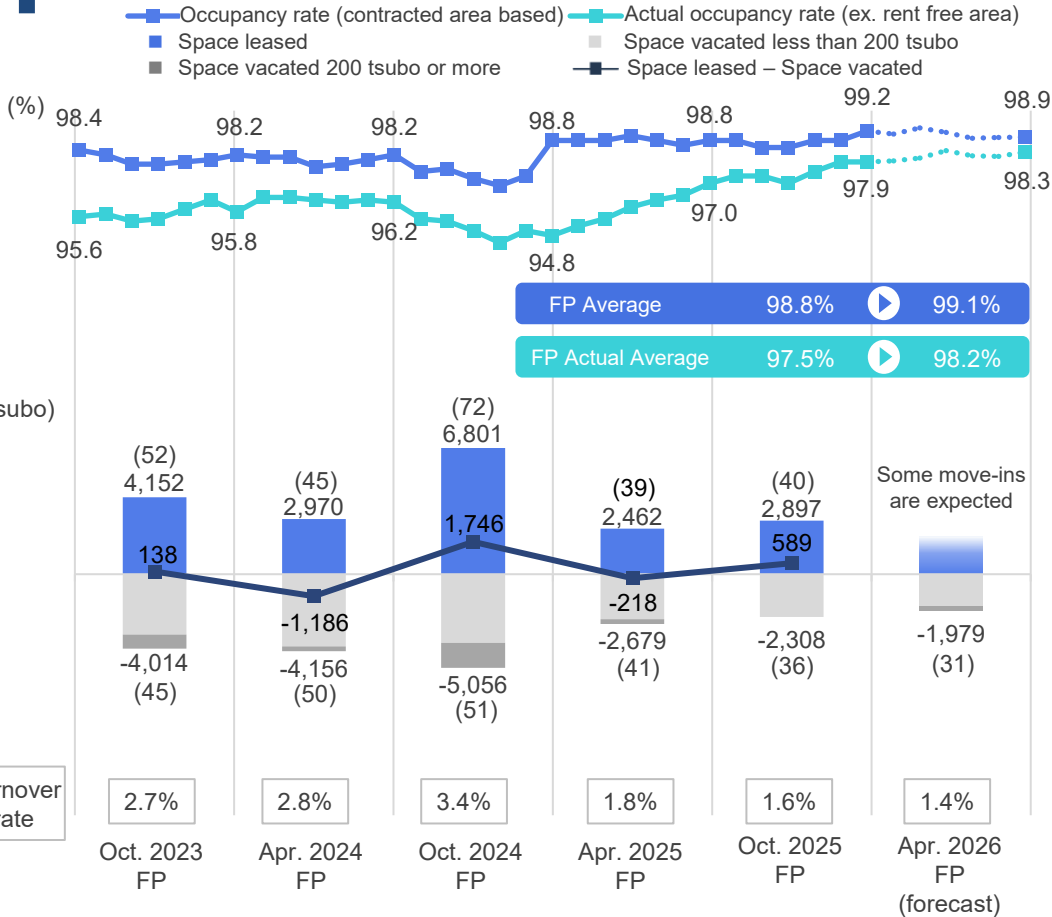 Occupancy rate (contracted area based)
Actual occupancy rate (ex. rent free area)
Space leased
Space vacated less than 200 tsubo
Space vacated 200 tsubo or more
Space leased – Space vacated
(%)
98.4
98.2
98.2
98.8
98.8
99.2
98.9
95.6
95.8
96.2
94.8
97.0
97.9
98.3
FP Average 98.8% 99.1%
FP Actual Average 97.5% 98.2%
subo)
(52)
4,152
(45)
2,970
(72)
6,801
(39)
2,462
(40)
2,897
Some move-ins
are expected
138
-1,186
1,746
-218
589
-4,014
(45)
-4,156
(50)
-5,056
(51)
-2,679
(41)
-2,308
(36)
-1,979
(31)
rnover
rate
2.7%
2.8%
3.4%
1.8%
1.6%
1.4%
Oct. 2023
FP
Apr. 2024
FP
Oct. 2024
FP
Apr. 2025
FP
Oct. 2025
FP
Apr. 2026
FP
(forecast)